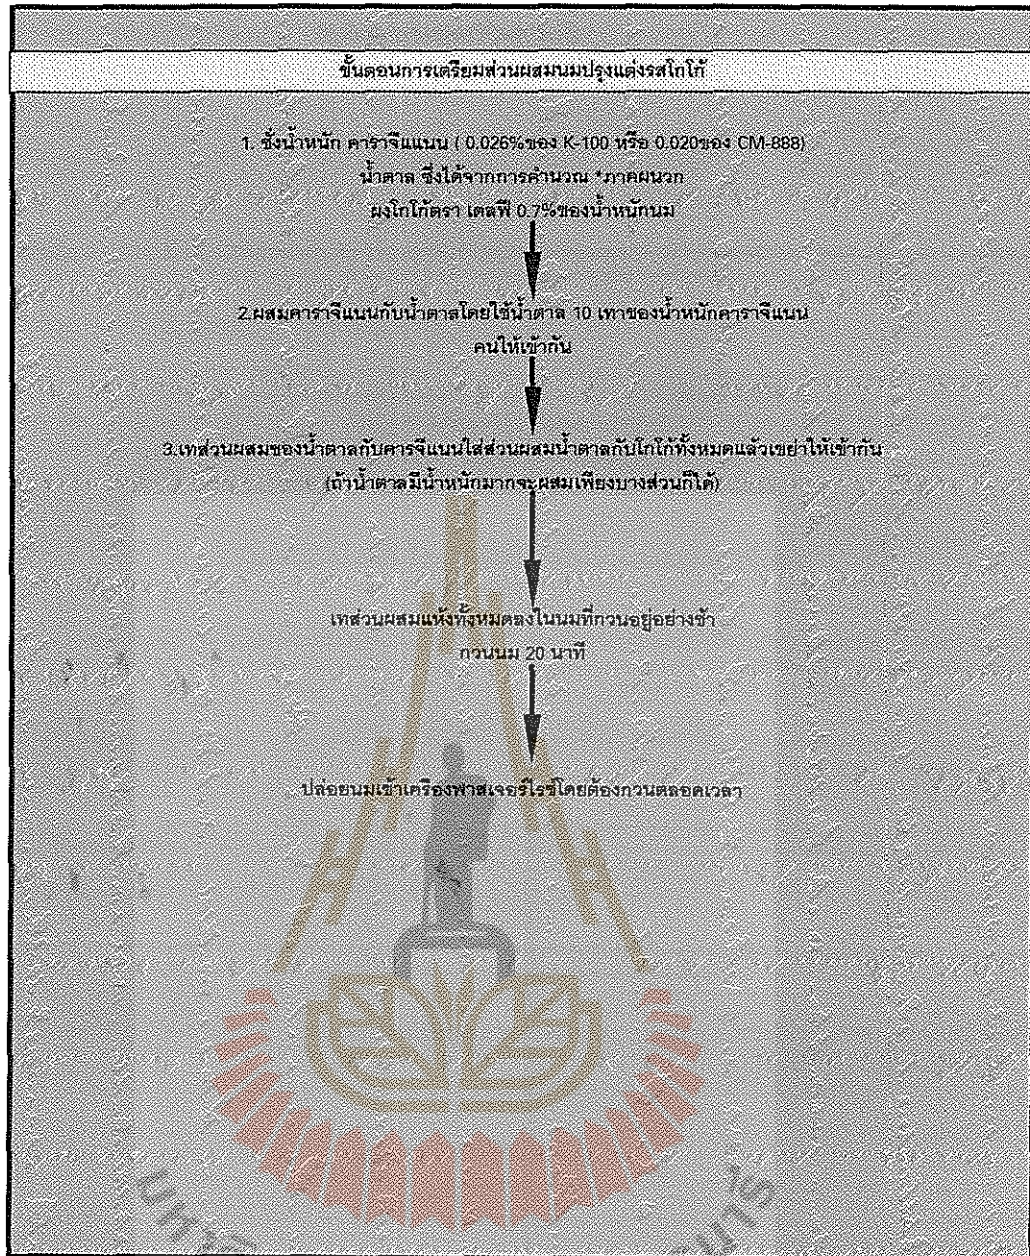 ขั้นตอนการเตรียมส่วนผสมนมปรุงแต่งรสโกโก้
1. ชั่งน้ำหนัก คาราจีแนน ( 0.026%ของ K-100 หรือ 0.020ของ CM-888)
น้ำตาล ซึ่งได้จากการคำนวณ *ภาคผนวก
ผงโกโก้ตรา เดลฟี 0.7%ของน้ำหนักนม
2.ผสมคาราจีแนนกับน้ำตาลโดยใช้น้ำตาล 10 เทาของน้ำหนักคาราจีแนน
คนให้เข้ากัน
3.เทส่วนผสมของน้ำตาลกับคารจีแนนใส่ส่วนผสมน้ำตาลกับโกโก้ทั้งหมดแล้วเขย่าให้เข้ากัน
(ถ้าน้ำตาลมีน้ำหนักมากจะผสมเพียงบางส่วนก็ได้)
เทส่วนผสมแห้งทั้งหมดลงในนมที่กวนอยู่อย่างช้า
กวนนม 20 นาที
ปล่อยนมเข้าเครื่องพาสเจอร์ไรซ์โดยต้องกวนตลอดเวลา